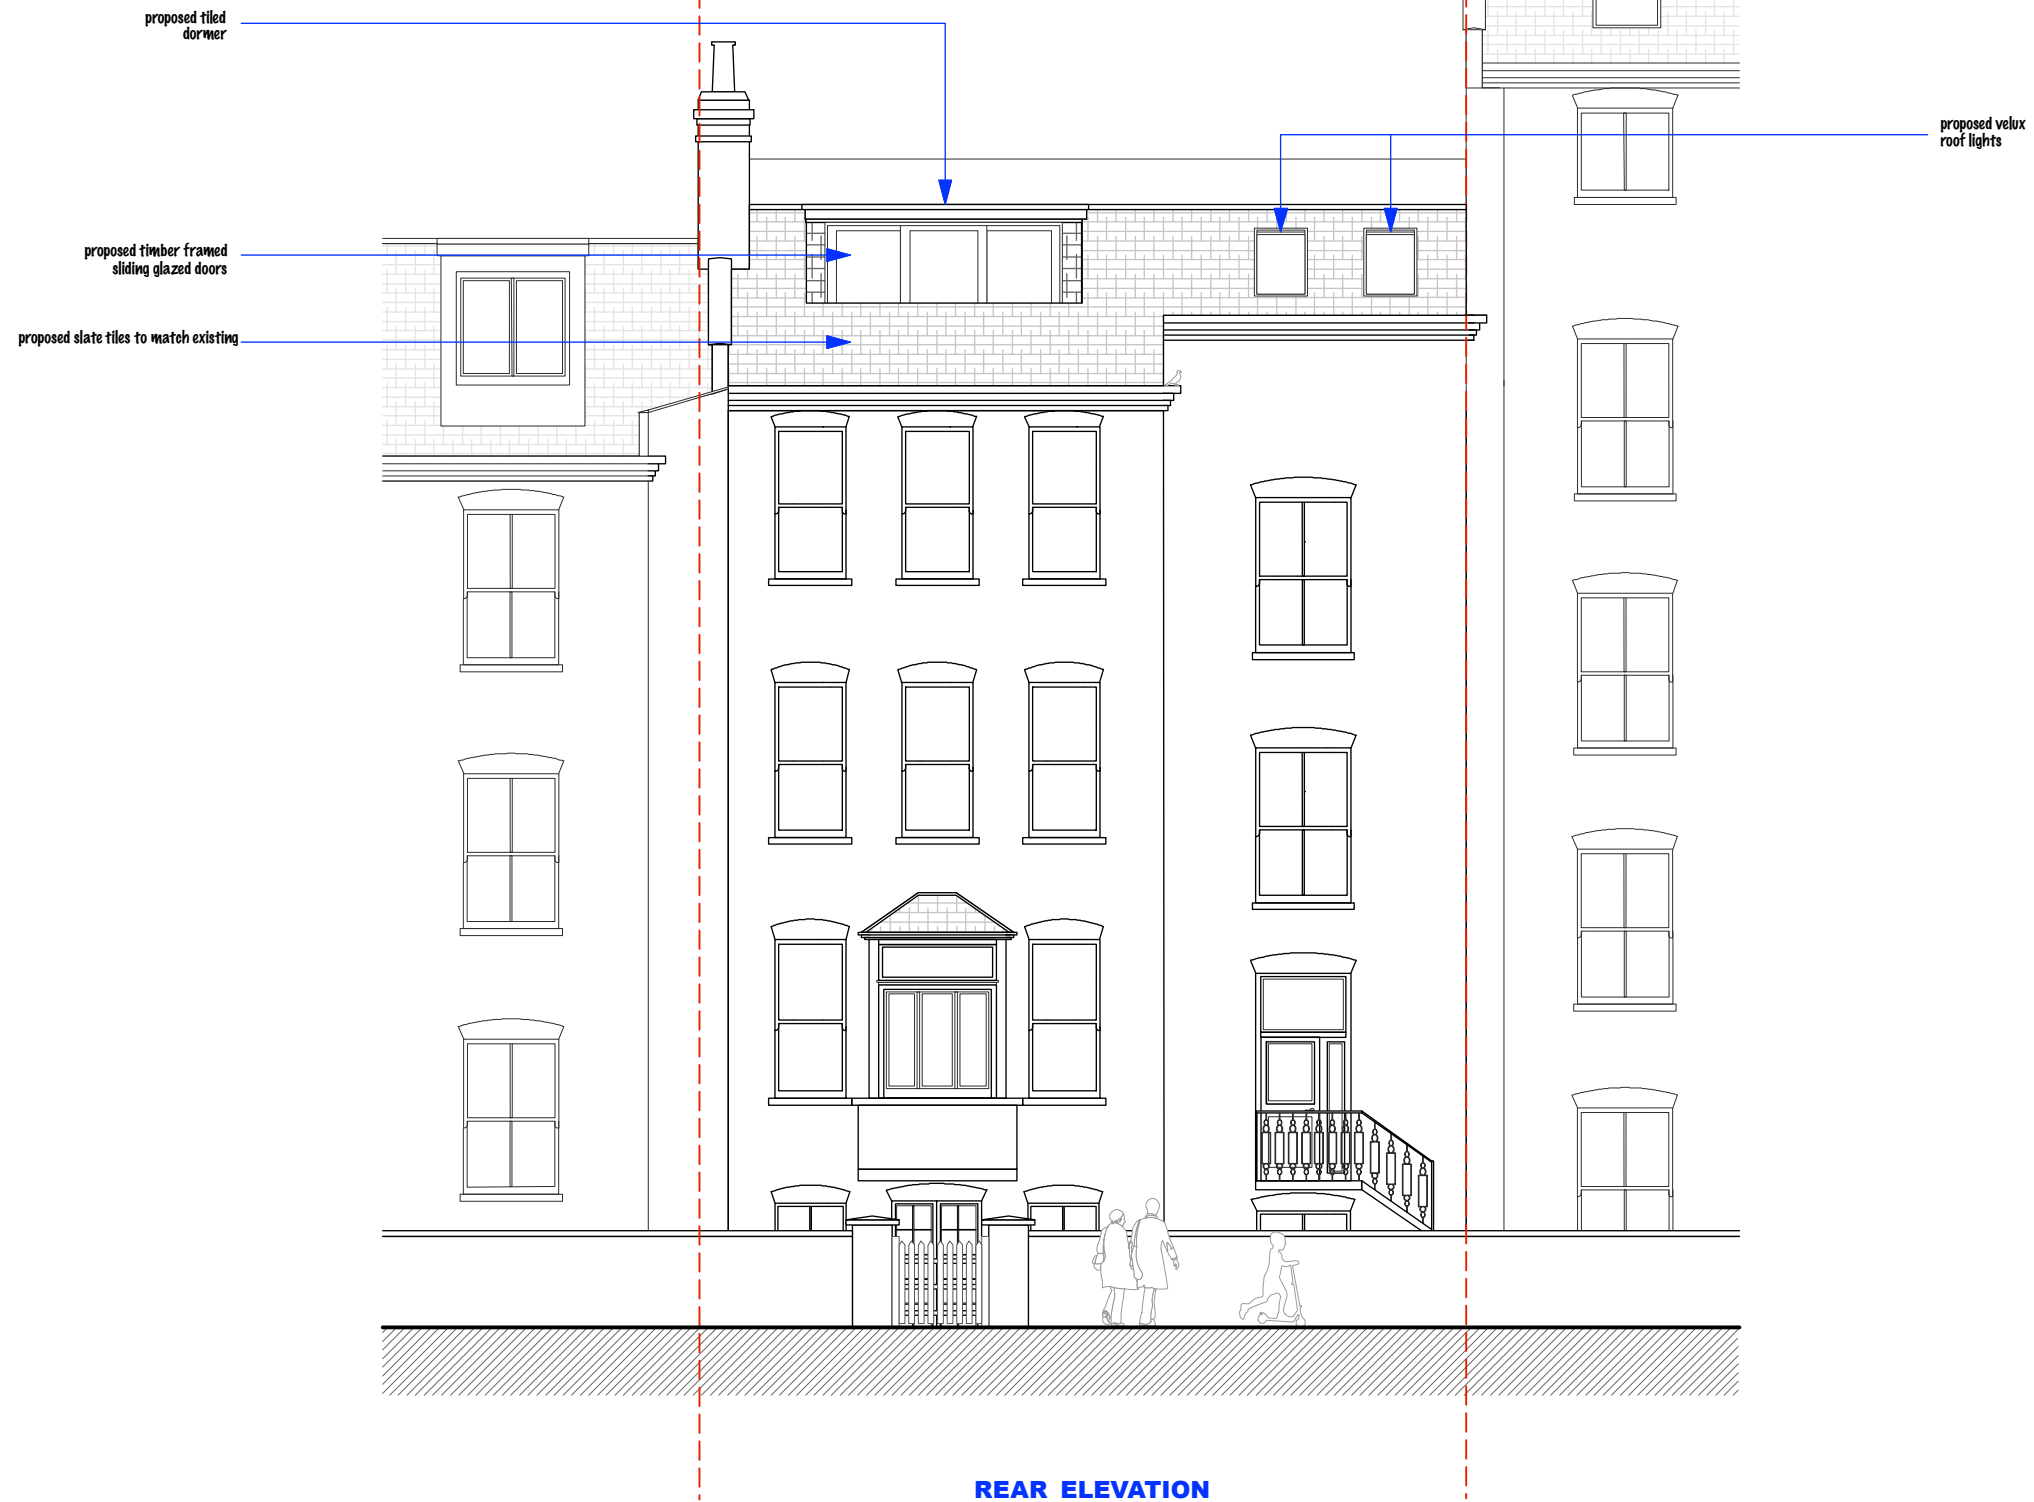 proposed tiled
dormer
proposed velux
roof lights
proposed timber framed
sliding glazed doors
proposed slate tiles to match existing
REAR ELEVATION